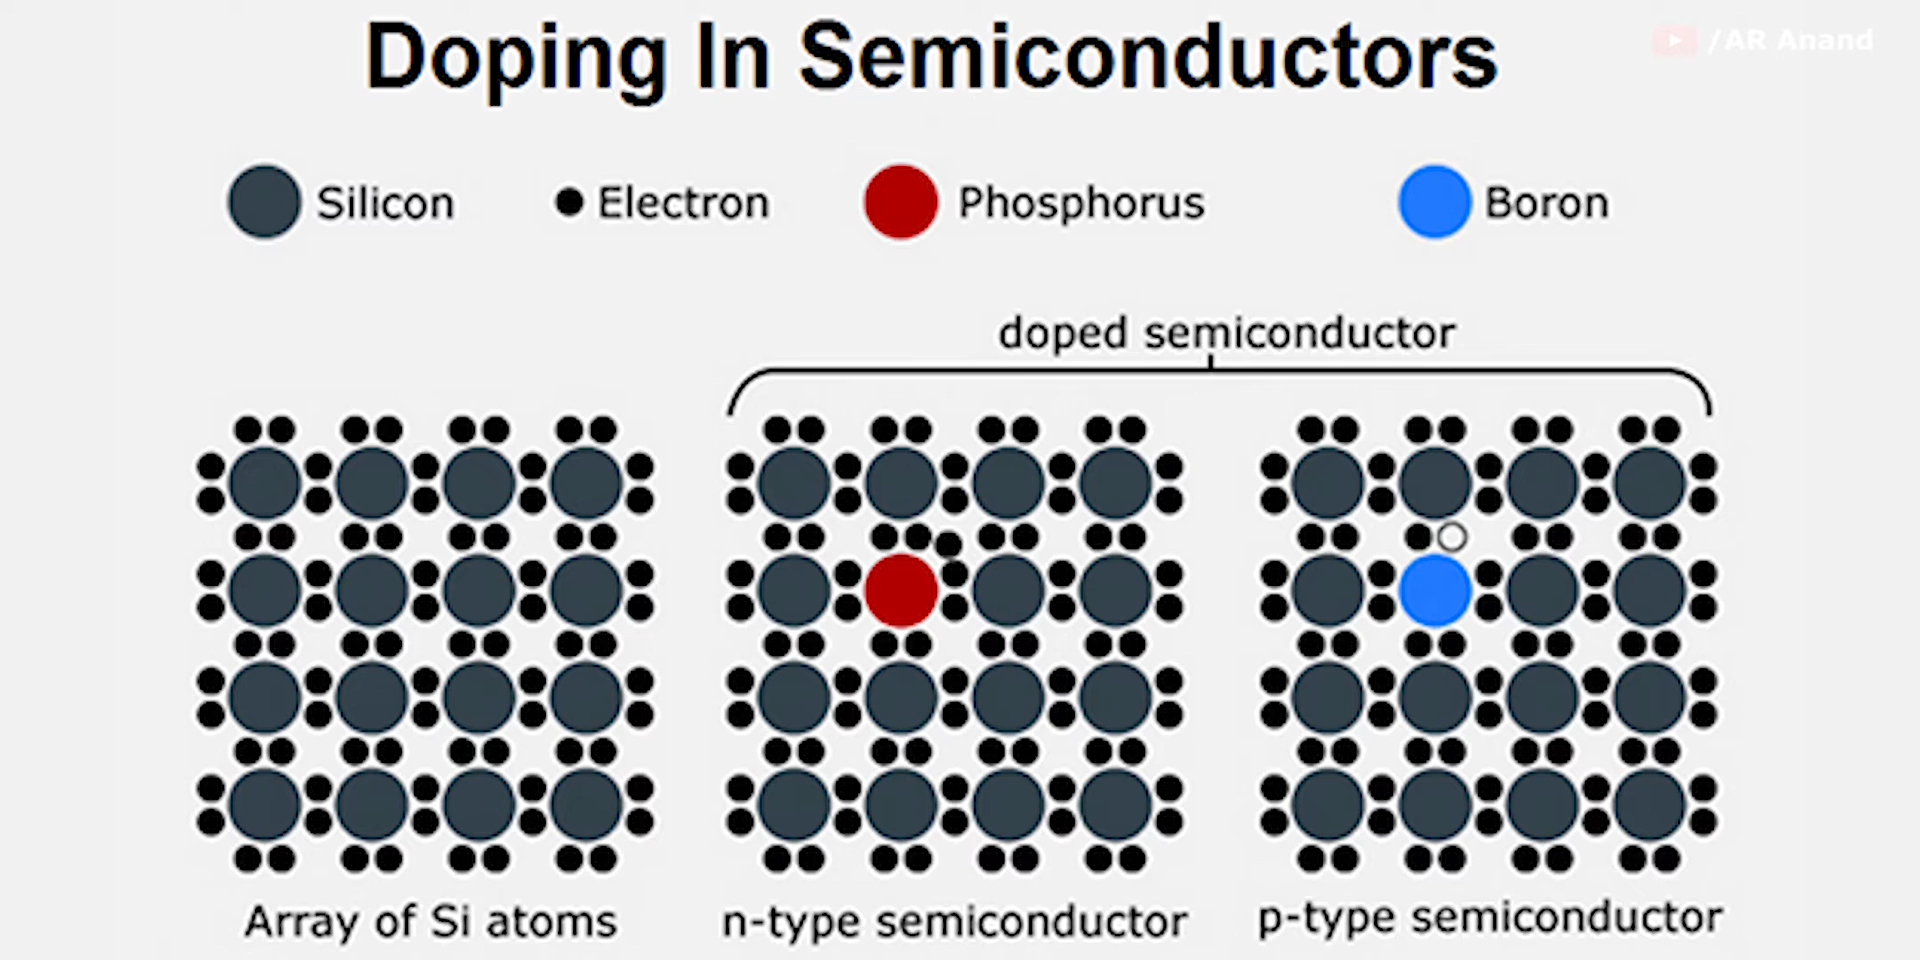 Doping In Semiconductors
/AR Anand
Silicon
Electron
Phosphorus
Boron
doped semiconductor
Array of Si atoms
n-type semiconductor
p-type semiconductor